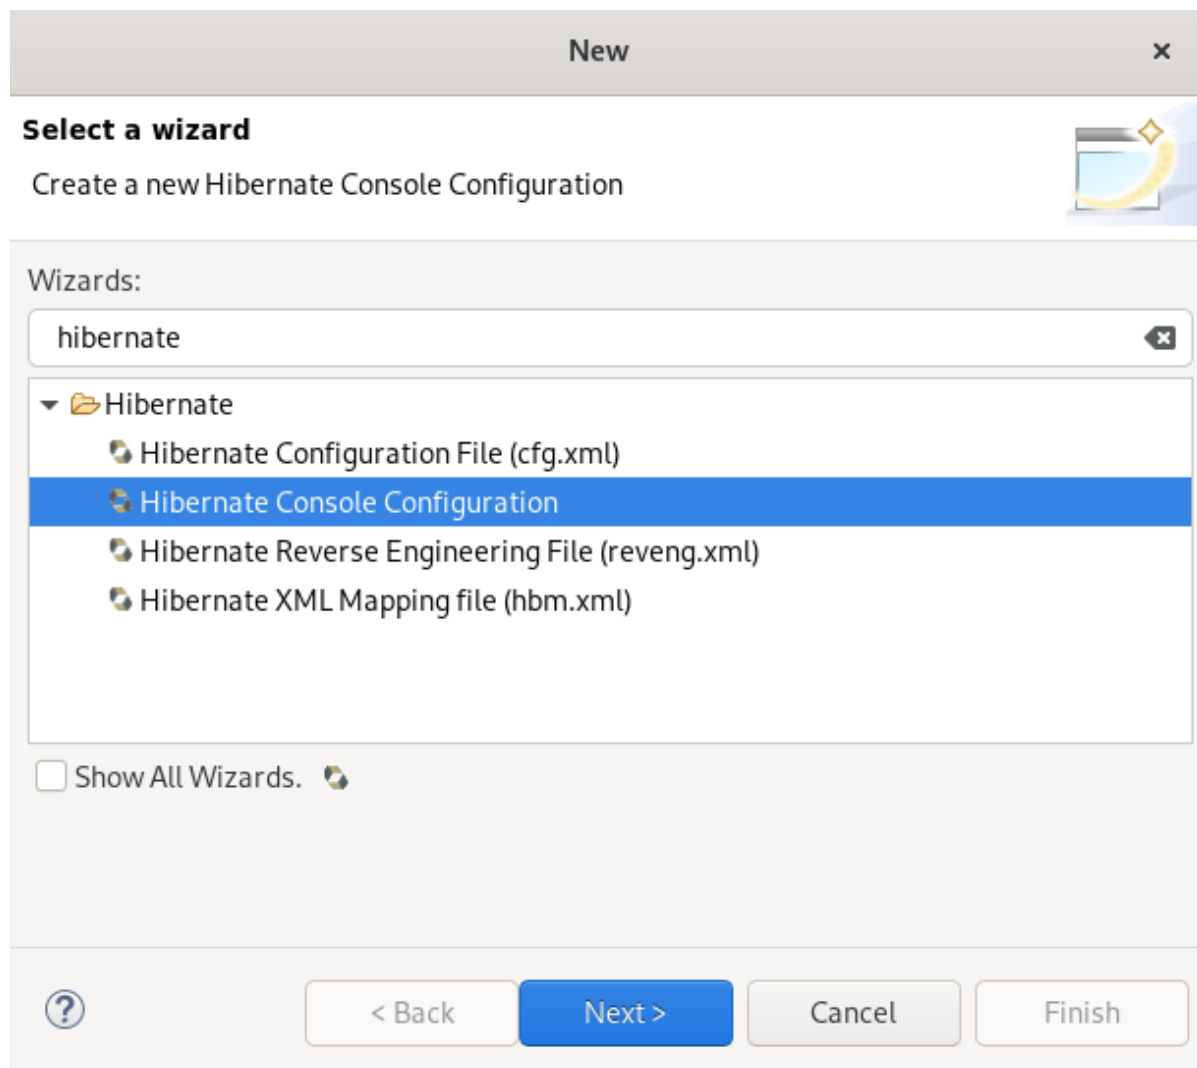 New
Select a wizard
Create a new Hibernate Console Configuration
Wizards:
hibernate
Hibernate
Hibernate Configuration File (cfg.xml)
Hibernate Console Configuration
Hibernate Reverse Engineering File (reveng.xml)
Hibernate XML Mapping file (hbm.xml)
Show All Wizards.
< Back Next > Cancel Finish